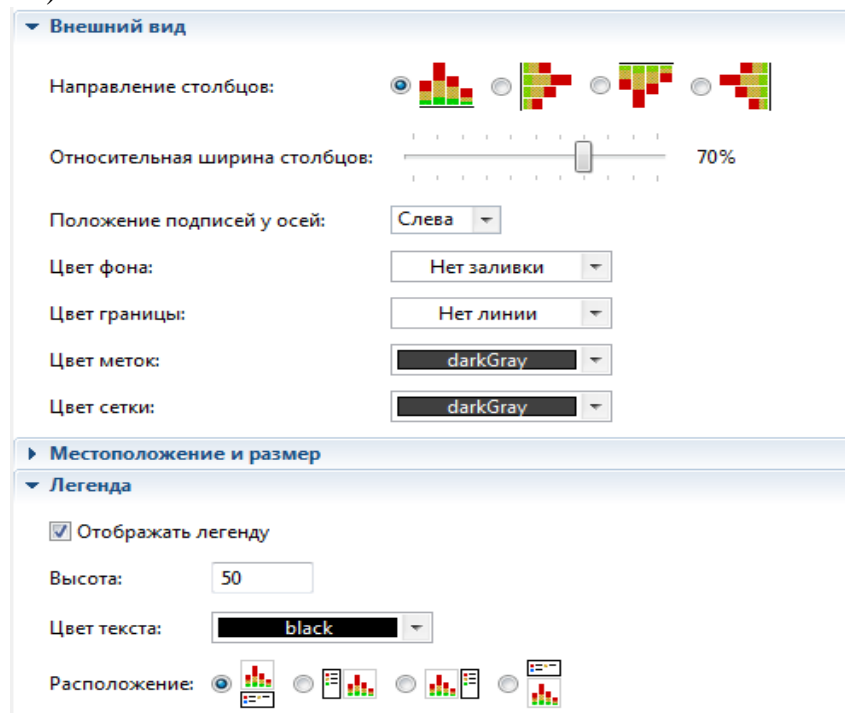 Внешний вид
Направление столбцов:
Относительная ширина столбцов: 70%
Положение подписей у осей: Слева
Цвет фона: Нет заливки
Цвет границы: Нет линии
Цвет меток: darkGray
Цвет сетки: darkGray
Местоположение и размер
Легенда
Отображать легенду
Высота: 50
Цвет текста: black
Расположение: